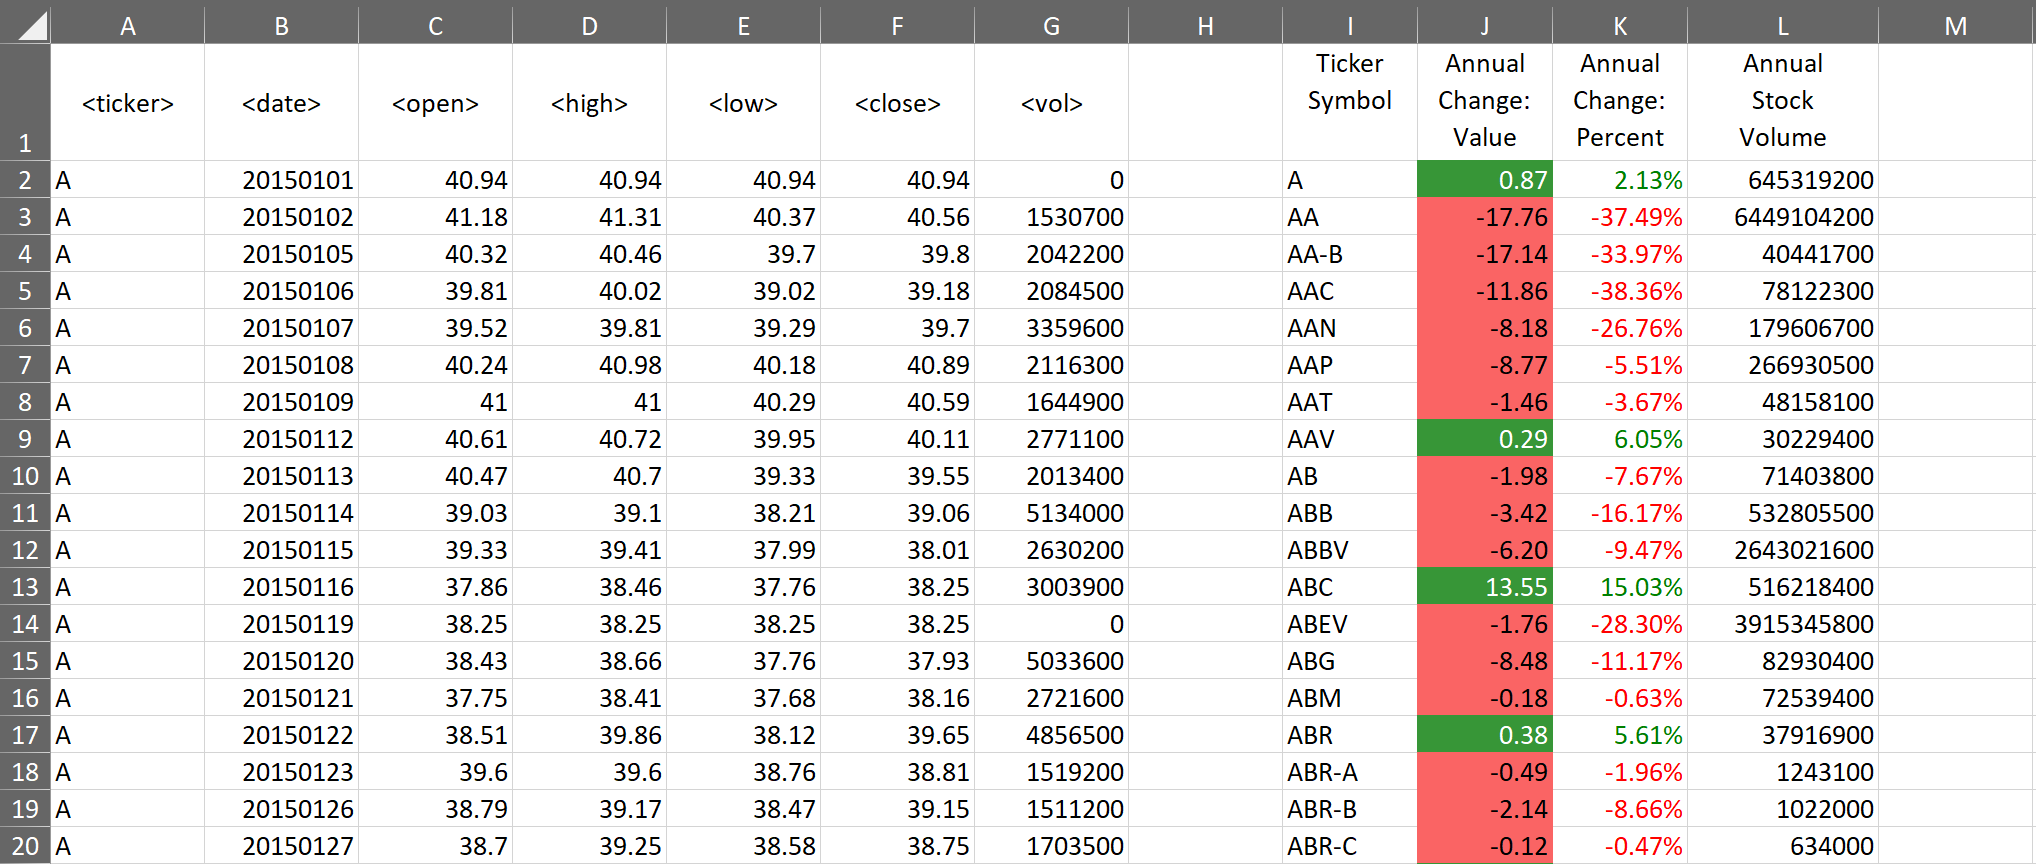 A B C D E F G H I J K L M
1 <ticker> <date> <open> <high> <low> <close> <vol> Ticker Symbol Annual Change: Value Annual Change: Percent Annual Stock Volume
2 A 20150101 40.94 40.94 40.94 40.94 0 A 0.87 2.13% 645319200
3 A 20150102 41.18 41.31 40.37 40.56 1530700 AA -17.76 -37.49% 6449104200
4 A 20150105 40.32 40.46 39.7 39.8 2042200 AA-B -17.14 -33.97% 40441700
5 A 20150106 39.81 40.02 39.02 39.18 2084500 AAC -11.86 -38.36% 78122300
6 A 20150107 39.52 39.81 39.29 39.7 3359600 AAN -8.18 -26.76% 179606700
7 A 20150108 40.24 40.98 40.18 40.89 2116300 AAP -8.77 -5.51% 266930500
8 A 20150109 41 41 40.29 40.59 1644900 AAT -1.46 -3.67% 48158100
9 A 20150112 40.61 40.72 39.95 40.11 2771100 AAV 0.29 6.05% 30229400
10 A 20150113 40.47 40.7 39.33 39.55 2013400 AB -1.98 -7.67% 71403800
11 A 20150114 39.03 39.1 38.21 39.06 5134000 ABB -3.42 -16.17% 532805500
12 A 20150115 39.33 39.41 37.99 38.01 2630200 ABBV -6.20 -9.47% 2643021600
13 A 20150116 37.86 38.46 37.76 38.25 3003900 ABC 13.55 15.03% 516218400
14 A 20150119 38.25 38.25 38.25 38.25 0 ABEV -1.76 -28.30% 3915345800
15 A 20150120 38.43 38.66 37.76 37.93 5033600 ABG -8.48 -11.17% 82930400
16 A 20150121 37.75 38.41 37.68 38.16 2721600 ABM -0.18 -0.63% 72539400
17 A 20150122 38.51 39.86 38.12 39.65 4856500 ABR 0.38 5.61% 37916900
18 A 20150123 39.6 39.6 38.76 38.81 1519200 ABR-A -0.49 -1.96% 1243100
19 A 20150126 38.79 39.17 38.47 39.15 1511200 ABR-B -2.14 -8.66% 1022000
20 A 20150127 38.7 39.25 38.58 38.75 1703500 ABR-C -0.12 -0.47% 634000